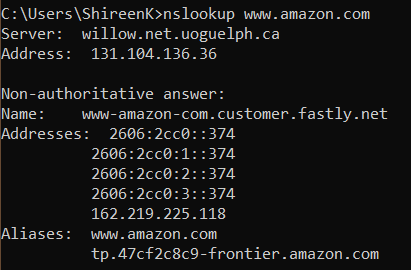 C:\Users\ShireenK>nslookup www.amazon.com
Server:  willow.net.uoguelph.ca
Address:  131.104.136.36

Non-authoritative answer:
Name:    www-amazon-com.customer.fastly.net
Addresses:  2606:2cc0::374
          2606:2cc0:1::374
          2606:2cc0:2::374
          2606:2cc0:3::374
          162.219.225.118
Aliases:  www.amazon.com
          tp.47cf2c8c9-frontier.amazon.com